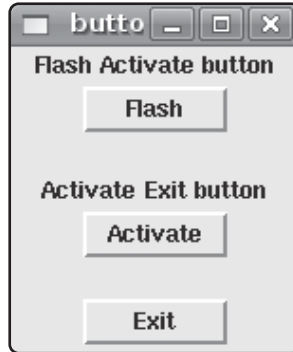 butto
Flash Activate button
Flash
Activate Exit button
Activate
Exit